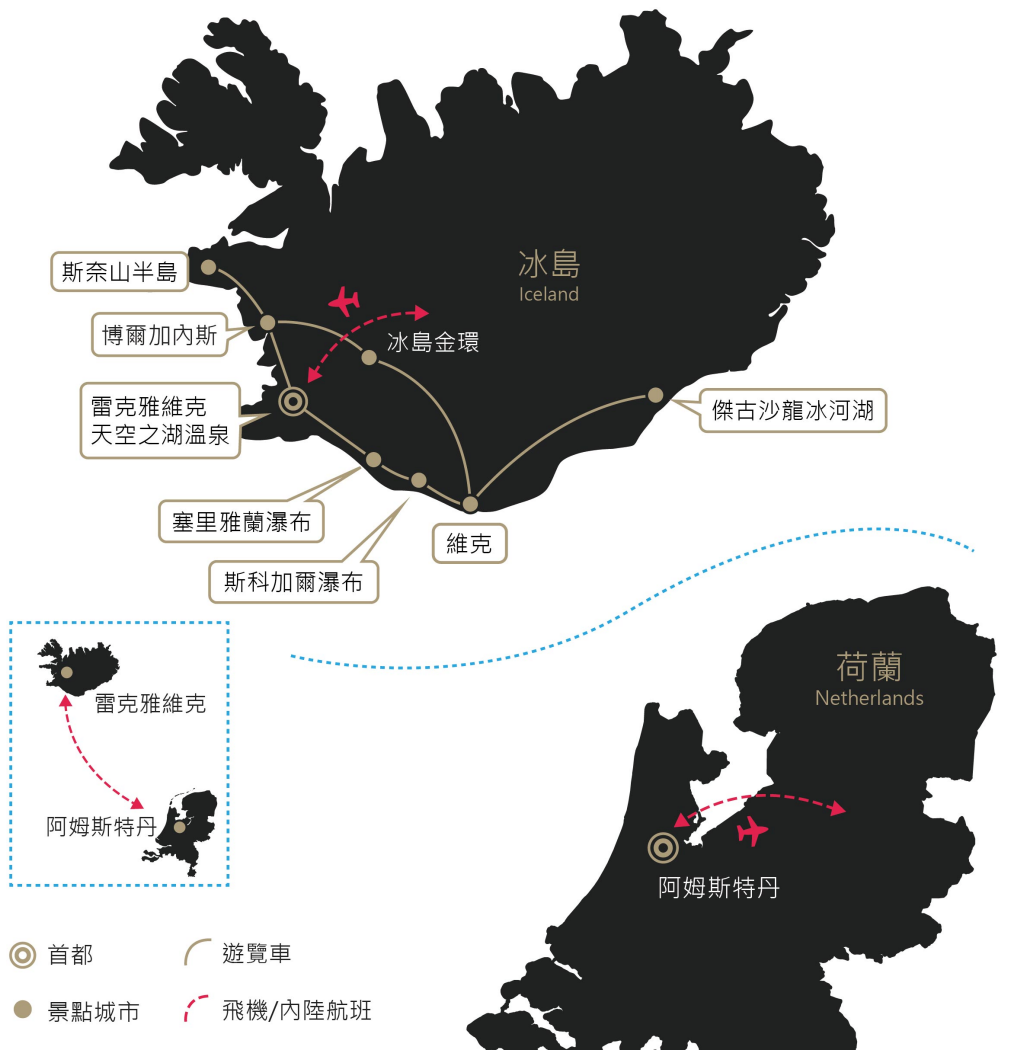 冰島
Iceland
斯奈山半島
博爾加內斯
冰島金環
雷克雅維克
天空之湖溫泉
傑古沙龍冰河湖
塞里雅蘭瀑布
維克
斯科加爾瀑布
荷蘭
Netherlands
雷克雅維克
阿姆斯特丹
阿姆斯特丹
首都
遊覽車
景點城市
飛機/內陸航班